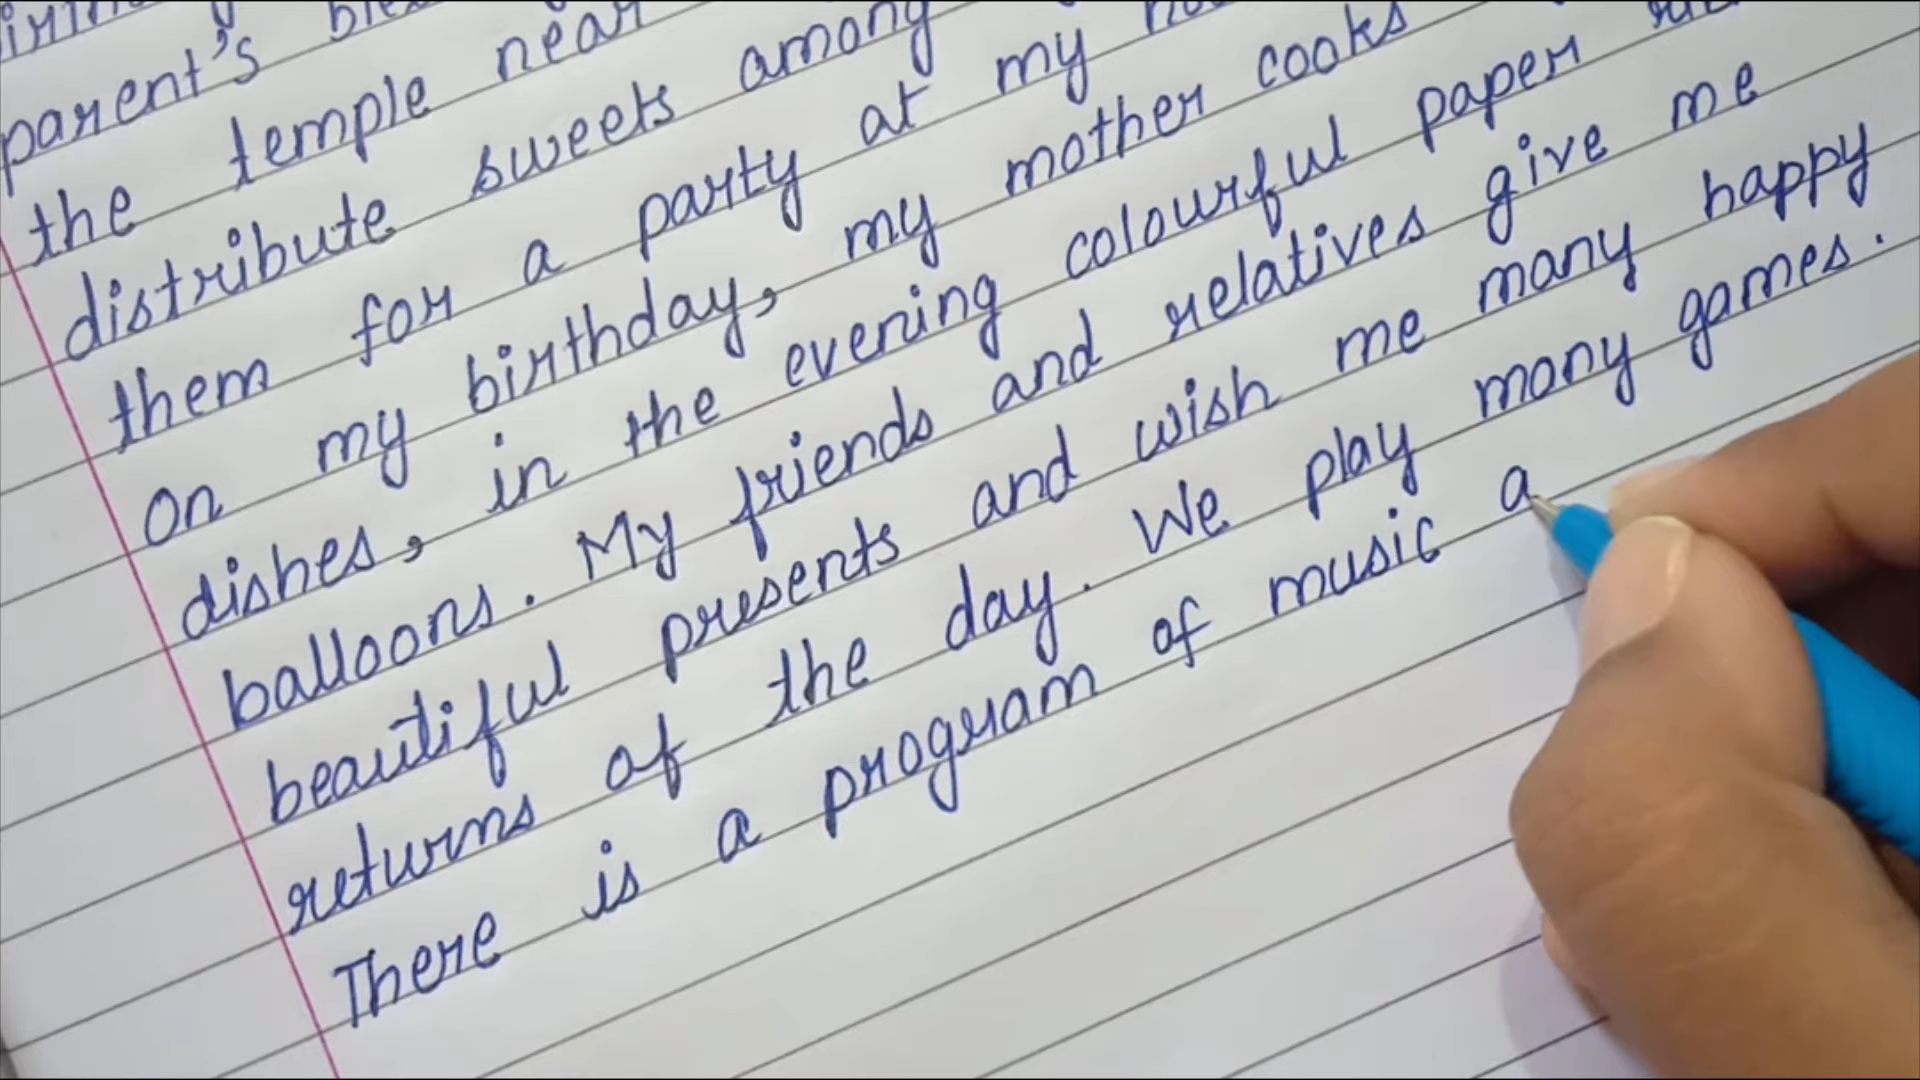 parent's
the temple near
distribute sweets among
them for a party at my
on my birthday, my mother cooks
dishes, in the evening colourful paper
balloons. My friends and relatives give me
beautiful presents and wish me many happy
returns of the day. We play many games.
There is a program of music a